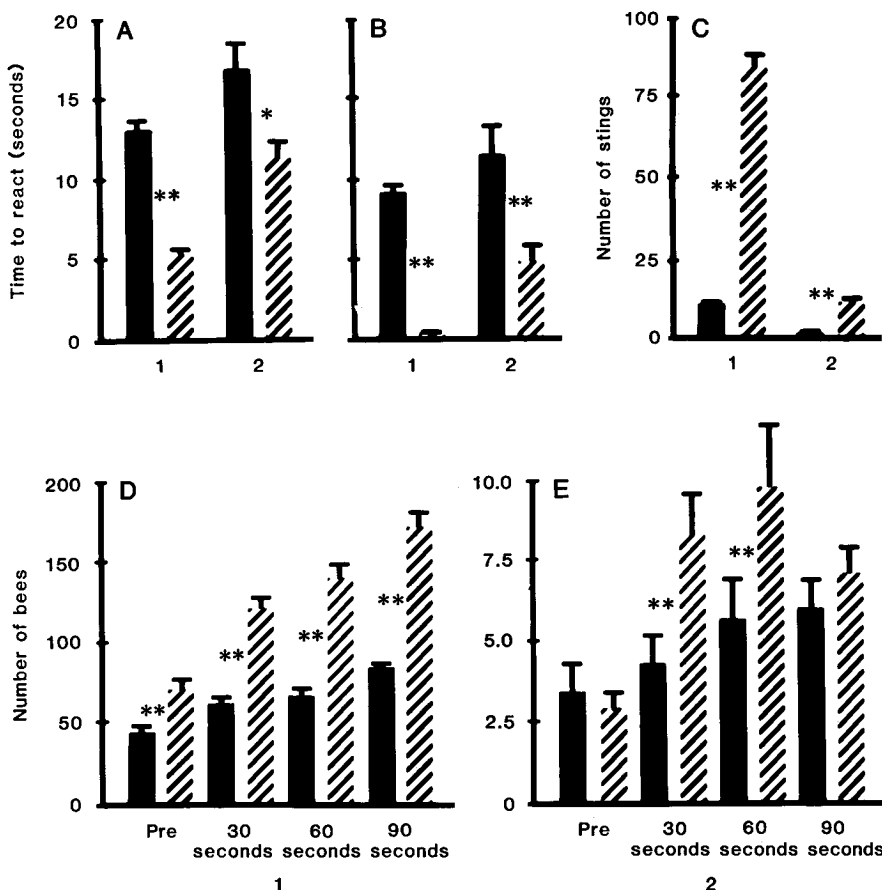 A
B
C
Time to react (seconds)
20
15
10
5
0
**
*
1
2
**
**
1
2
Number of stings
100
75
50
25
0
**
**
1
2
D
E
Number of bees
200
150
100
50
0
**
**
**
**
Pre
30 seconds
60 seconds
90 seconds
1
10.0
7.5
5.0
2.5
0
**
**
Pre
30 seconds
60 seconds
90 seconds
2